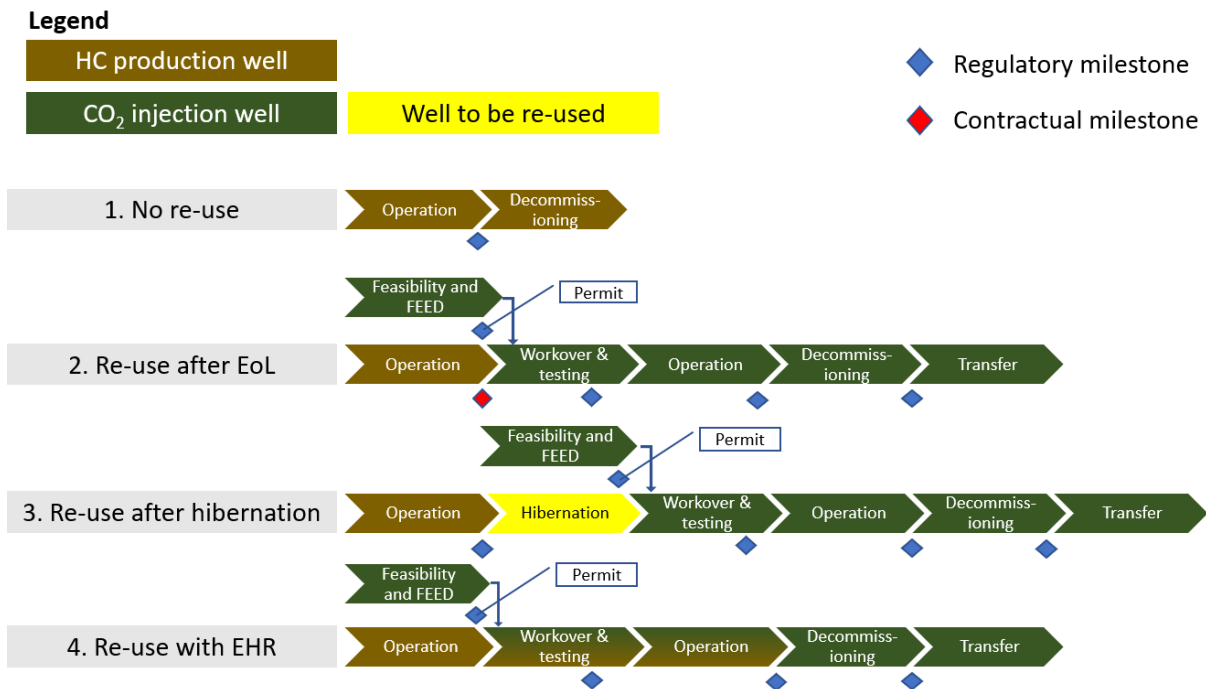 Legend
HC production well
CO₂ injection well
Well to be re-used
Regulatory milestone
Contractual milestone
1. No re-use
Operation
Decommiss-
ioning
Feasibility and
FEED
Permit
2. Re-use after EoL
Operation
Workover &
testing
Operation
Decommiss-
ioning
Transfer
Feasibility and
FEED
Permit
3. Re-use after hibernation
Operation
Hibernation
Workover &
testing
Operation
Decommiss-
ioning
Transfer
Feasibility
and FEED
Permit
4. Re-use with EHR
Operation
Workover &
testing
Operation
Decommiss-
ioning
Transfer